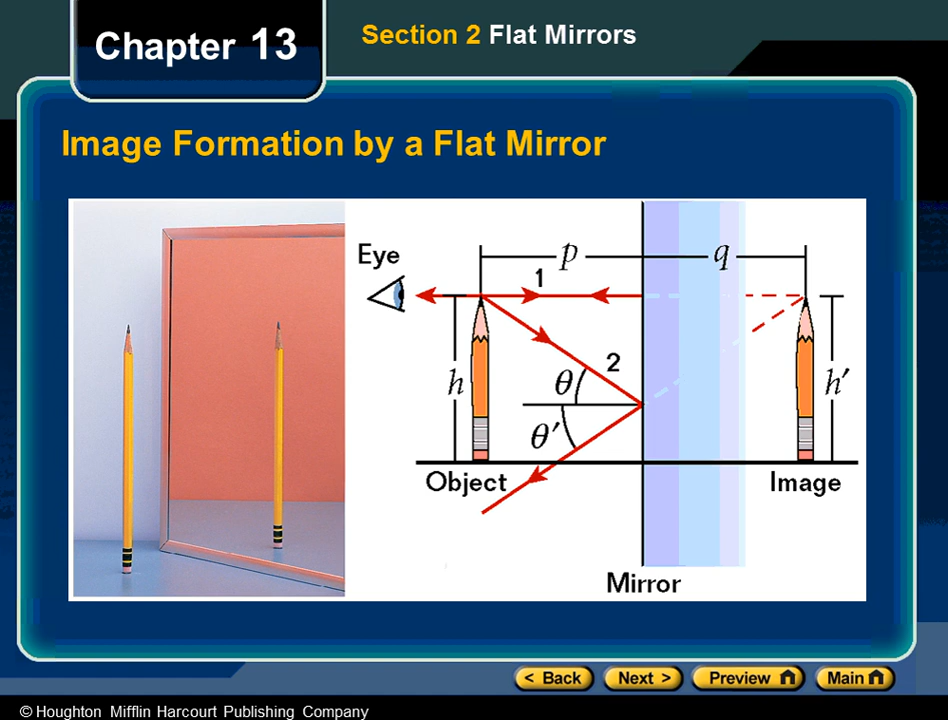 Chapter 13
Section 2 Flat Mirrors
Image Formation by a Flat Mirror
Eye
p
q
1
2
h
θ
θ′
h′
Object
Image
Mirror
< Back
Next >
Preview
Main
© Houghton Mifflin Harcourt Publishing Company